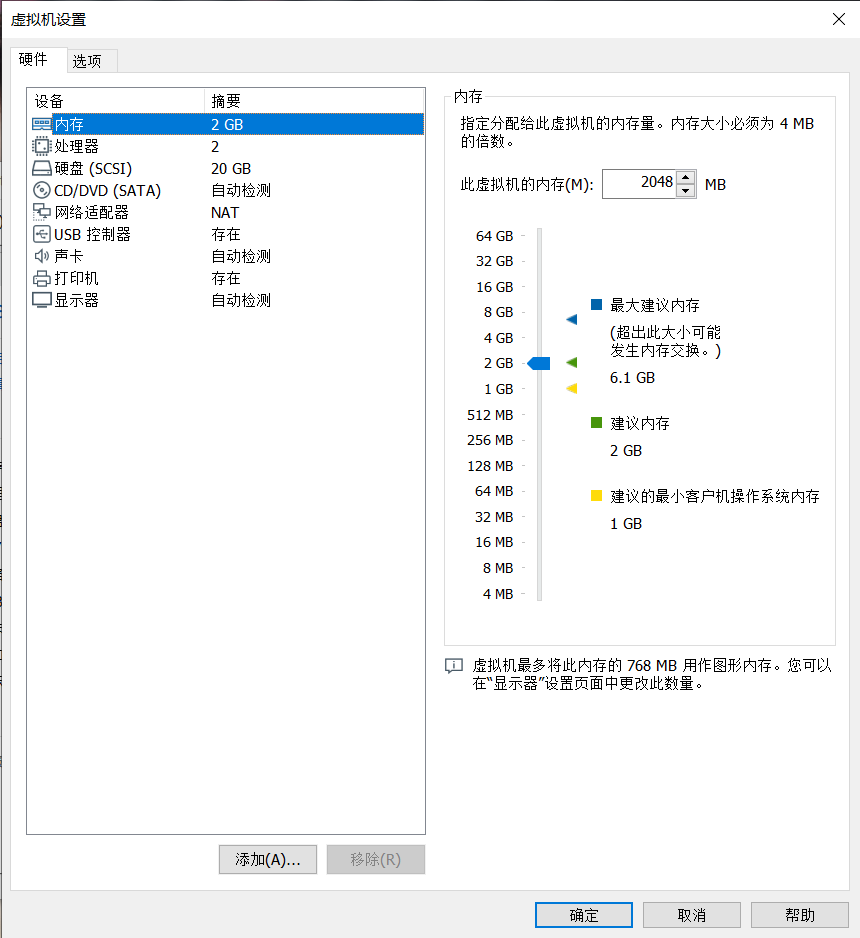 虚拟机设置
硬件 选项
设备 摘要
内存 2 GB
处理器 2
硬盘 (SCSI) 20 GB
CD/DVD (SATA) 自动检测
网络适配器 NAT
USB 控制器 存在
声卡 自动检测
打印机 存在
显示器 自动检测
添加(A)... 移除(R)
内存
指定分配给此虚拟机的内存量。内存大小必须为 4 MB
的倍数。
此虚拟机的内存(M): 2048 MB
64 GB
32 GB
16 GB
8 GB
4 GB
2 GB
1 GB
512 MB
256 MB
128 MB
64 MB
32 MB
16 MB
8 MB
4 MB
最大建议内存
(超出此大小可能
发生内存交换。)
6.1 GB
建议内存
2 GB
建议的最小客户机操作系统内存
1 GB
虚拟机最多将此内存的 768 MB 用作图形内存。您可以
在“显示器”设置页面中更改此数量。
确定 取消 帮助